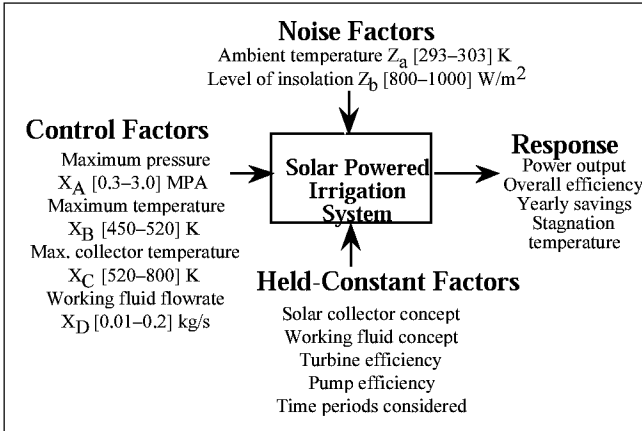 Noise Factors
Ambient temperature Za [293–303] K
Level of insolation Zb [800–1000] W/m2
Control Factors
Maximum pressure
XA [0.3–3.0] MPA
Maximum temperature
XB [450–520] K
Max. collector temperature
XC [520–800] K
Working fluid flowrate
XD [0.01–0.2] kg/s
Solar Powered
Irrigation
System
Response
Power output
Overall efficiency
Yearly savings
Stagnation
temperature
Held-Constant Factors
Solar collector concept
Working fluid concept
Turbine efficiency
Pump efficiency
Time periods considered